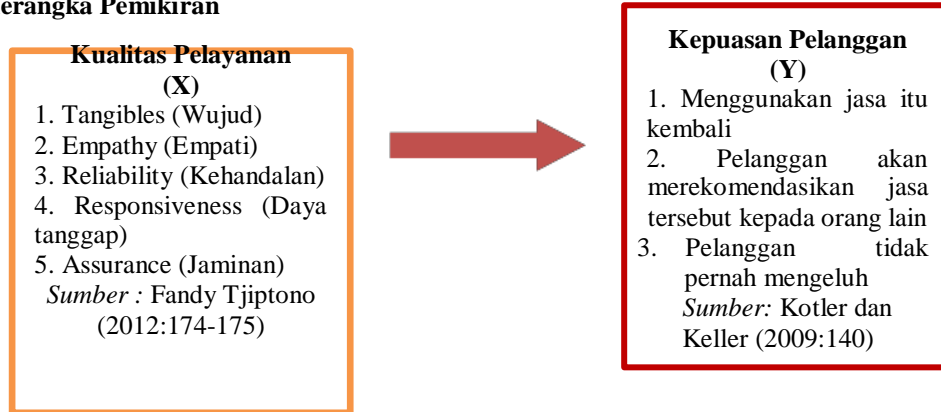 erangka Pemikiran
Kualitas Pelayanan
(X)
1. Tangibles (Wujud)
2. Empathy (Empati)
3. Reliability (Kehandalan)
4. Responsiveness (Daya
tanggap)
5. Assurance (Jaminan)
Sumber : Fandy Tjiptono
(2012:174-175)
Kepuasan Pelanggan
(Y)
1. Menggunakan jasa itu
kembali
2. Pelanggan akan
merekomendasikan jasa
tersebut kepada orang lain
3. Pelanggan tidak
pernah mengeluh
Sumber: Kotler dan
Keller (2009:140)